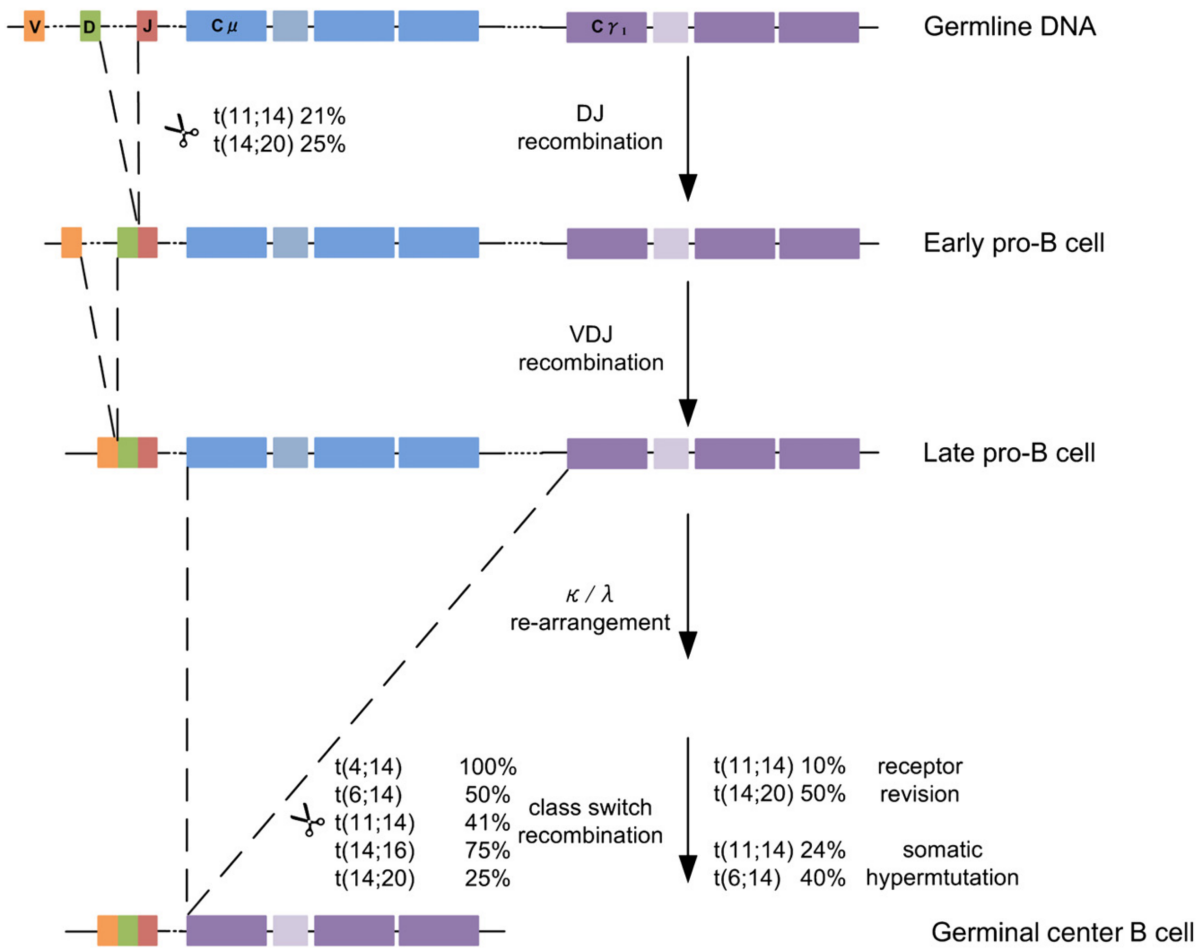 V D J C μ C γ 1 Germline DNA
t(11;14) 21%
t(14;20) 25%
DJ
recombination
Early pro-B cell
VDJ
recombination
Late pro-B cell
κ / λ
re-arrangement
t(4;14) 100%
t(6;14) 50%
t(11;14) 41%
t(14;16) 75%
t(14;20) 25%
class switch
recombination
t(11;14) 10% receptor
t(14;20) 50% revision
t(11;14) 24% somatic
t(6;14) 40% hypermtutation
Germinal center B cell